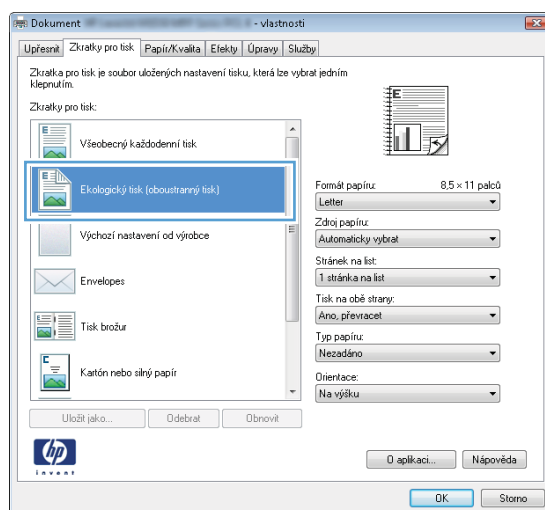 Dokument - vlastnosti
Upřesnit Zkratky pro tisk Papír/Kvalita Efekty Úpravy Služby
Zkratka pro tisk je soubor uložených nastavení tisku, která lze vybrat jedním
klepnutím.
Zkratky pro tisk:
Všeobecný každodenní tisk
Ekologický tisk (oboustranný tisk)
Výchozí nastavení od výrobce
Envelopes
Tisk brožur
Kartón nebo silný papír
Uložit jako... Odebrat Obnovit
Formát papíru: 8,5 × 11 palců
Letter
Zdroj papíru:
Automaticky vybrat
Stránek na list:
1 stránka na list
Tisk na obě strany:
Ano, převracet
Typ papíru:
Nezadáno
Orientace:
Na výšku
hp
invent
O aplikaci... Nápověda
OK Storno